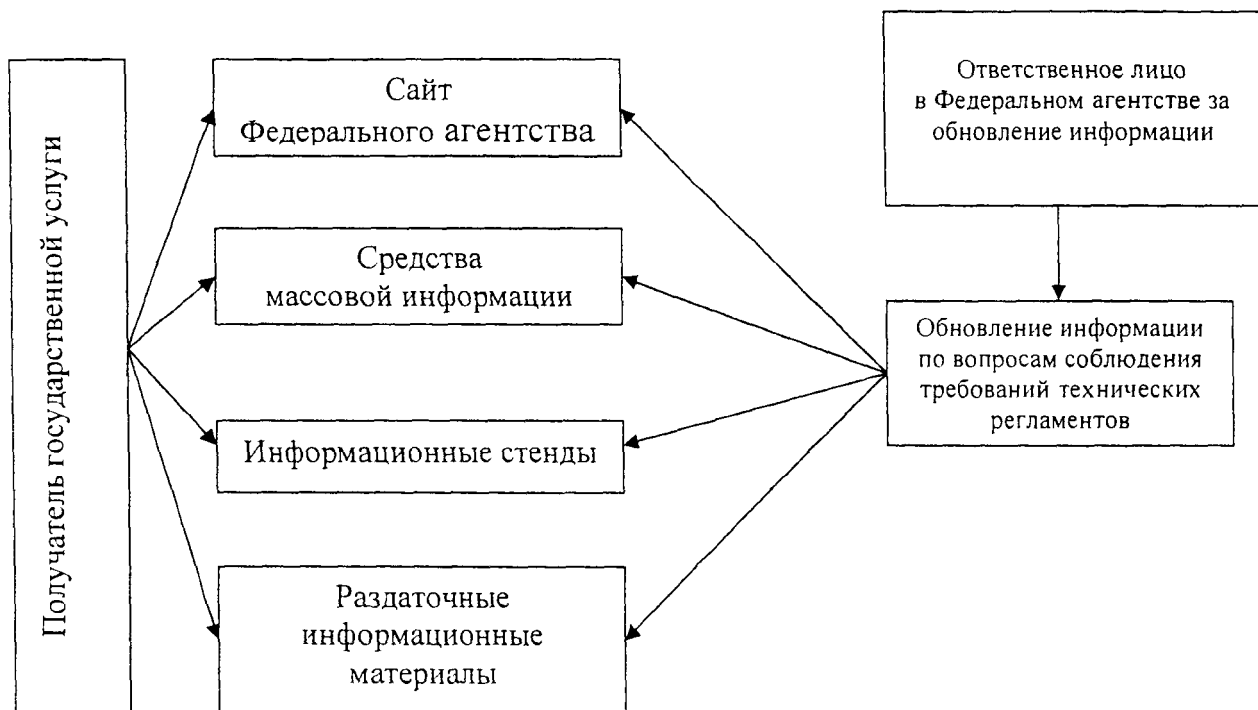 Получатель государственной услуги
Сайт
Федерального агентства
Средства
массовой информации
Информационные стенды
Раздаточные
информационные
материалы
Ответственное лицо
в Федеральном агентстве за
обновление информации
Обновление информации
по вопросам соблюдения
требований технических
регламентов